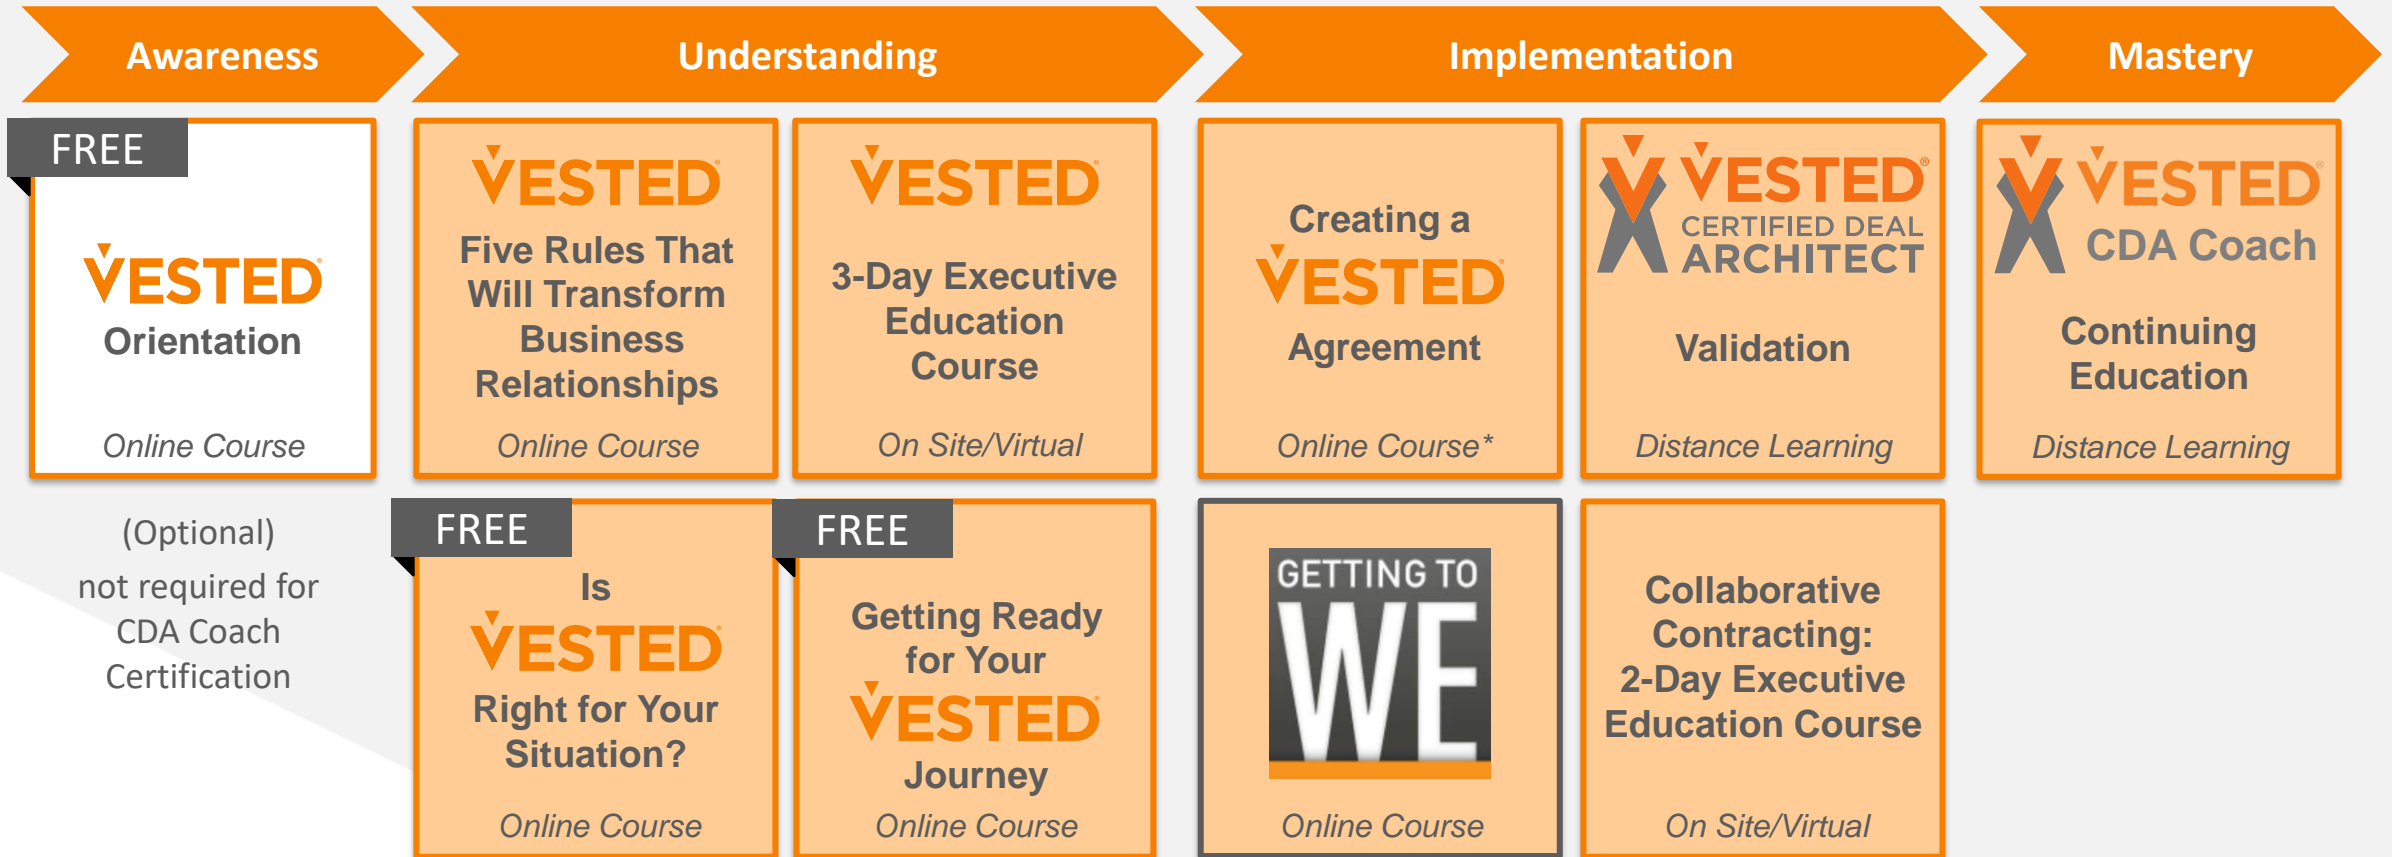 Awareness
Understanding
Implementation
Mastery
FREE
VESTED®
Orientation
Online Course
(Optional)
not required for
CDA Coach
Certification
VESTED®
Five Rules That
Will Transform
Business
Relationships
Online Course
VESTED®
3-Day Executive
Education
Course
On Site/Virtual
FREE
Is
VESTED®
Right for Your
Situation?
Online Course
FREE
Getting Ready
for Your
VESTED®
Journey
Online Course
Creating a
VESTED®
Agreement
Online Course*
VESTED®
CERTIFIED DEAL
ARCHITECT
Validation
Distance Learning
GETTING TO
WE
Online Course
Collaborative
Contracting:
2-Day Executive
Education Course
On Site/Virtual
VESTED®
CDA Coach
Continuing
Education
Distance Learning